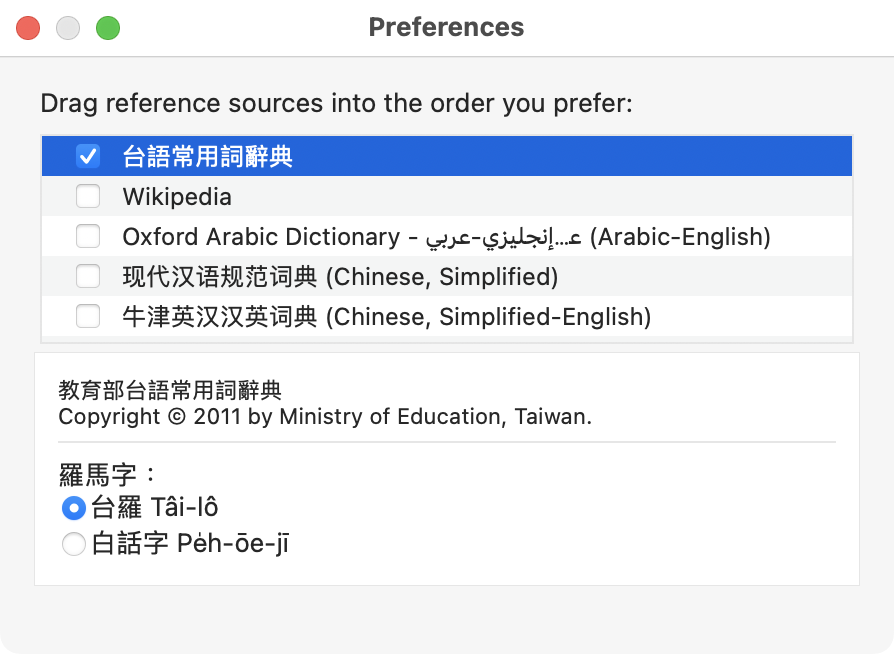 Preferences
Drag reference sources into the order you prefer:
台語常用詞辭典
Wikipedia
Oxford Arabic Dictionary - ع...إنجليزي-عربي (Arabic-English)
现代汉语规范词典 (Chinese, Simplified)
牛津英汉汉英词典 (Chinese, Simplified-English)
教育部台語常用詞辭典
Copyright © 2011 by Ministry of Education, Taiwan.
羅馬字：
台羅 Tâi-lô
白話字 Pe̍h-ōe-jī